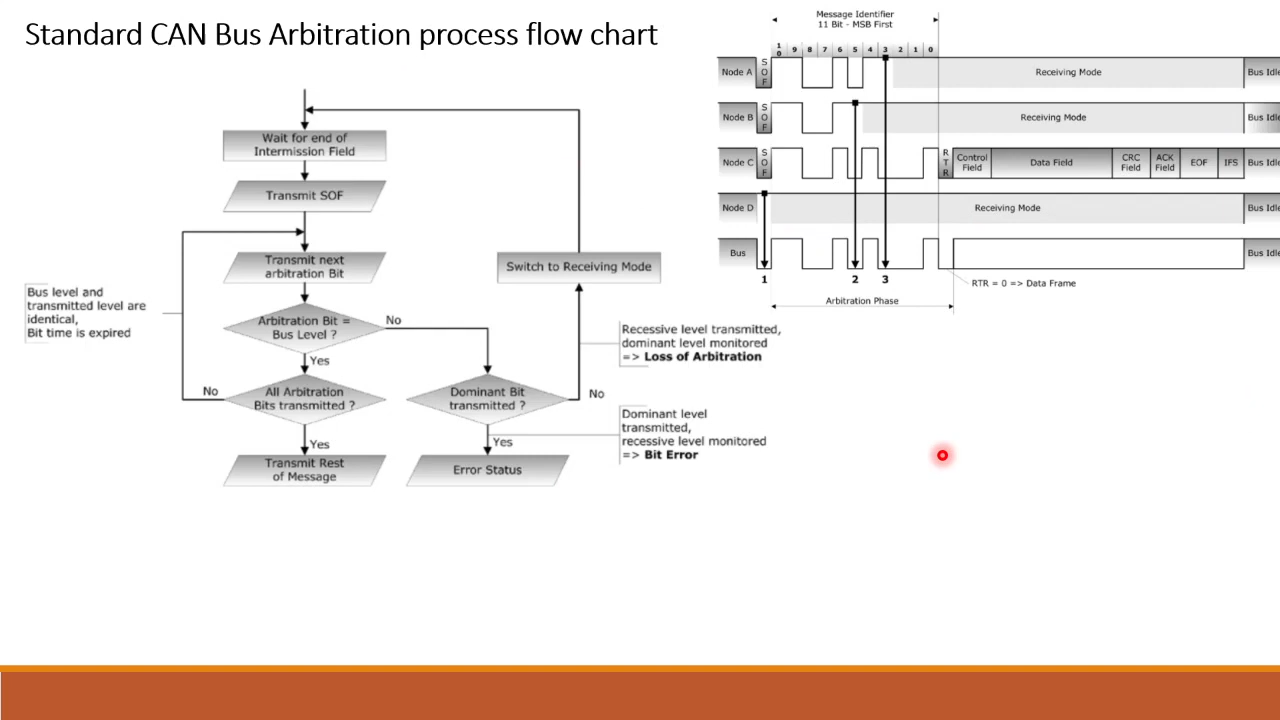 Standard CAN Bus Arbitration process flow chart
Wait for end of
Intermission Field
Transmit SOF
Transmit next
arbitration Bit
Switch to Receiving Mode
Bus level and
transmitted level are
identical,
Bit time is expired
Arbitration Bit =
Bus Level ?
No
Yes
Recessive level transmitted,
dominant level monitored
=> Loss of Arbitration
No
All Arbitration
Bits transmitted ?
Dominant Bit
transmitted ?
No
Dominant level
transmitted,
recessive level monitored
=> Bit Error
Yes
Yes
Transmit Rest
of Message
Error Status
Message Identifier
11 Bit - MSB First
10 9 8 7 6 5 4 3 2 1 0
Node A SOF Receiving Mode Bus Idle
Node B SOF Receiving Mode Bus Idle
Node C SOF RTR Control Field Data Field CRC Field ACK Field EOF IFS Bus Idle
Node D Receiving Mode Bus Idle
Bus Bus Idle
1 2 3
RTR = 0 => Data Frame
Arbitration Phase